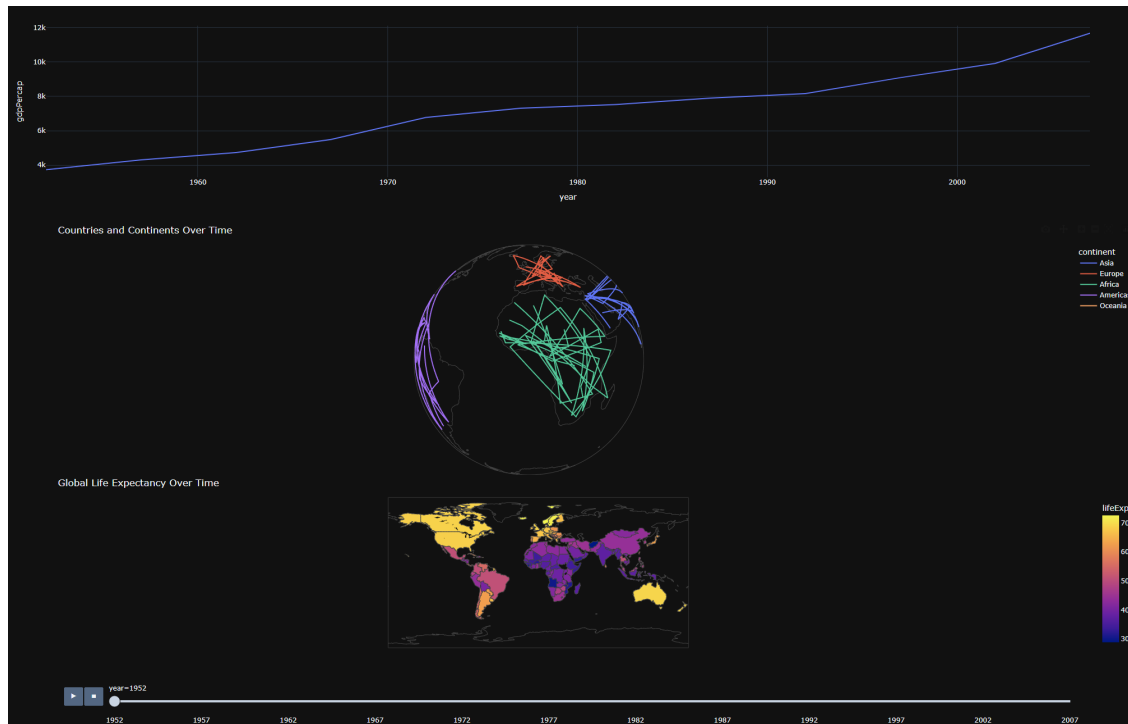 12k
10k
8k
6k
4k
gdpPercap
1960
1970
1980
1990
2000
year
Countries and Continents Over Time
continent
Asia
Europe
Africa
Americas
Oceania
Global Life Expectancy Over Time
lifeExp
70
60
50
40
30
year=1952
1952
1957
1962
1967
1972
1977
1982
1987
1992
1997
2002
2007